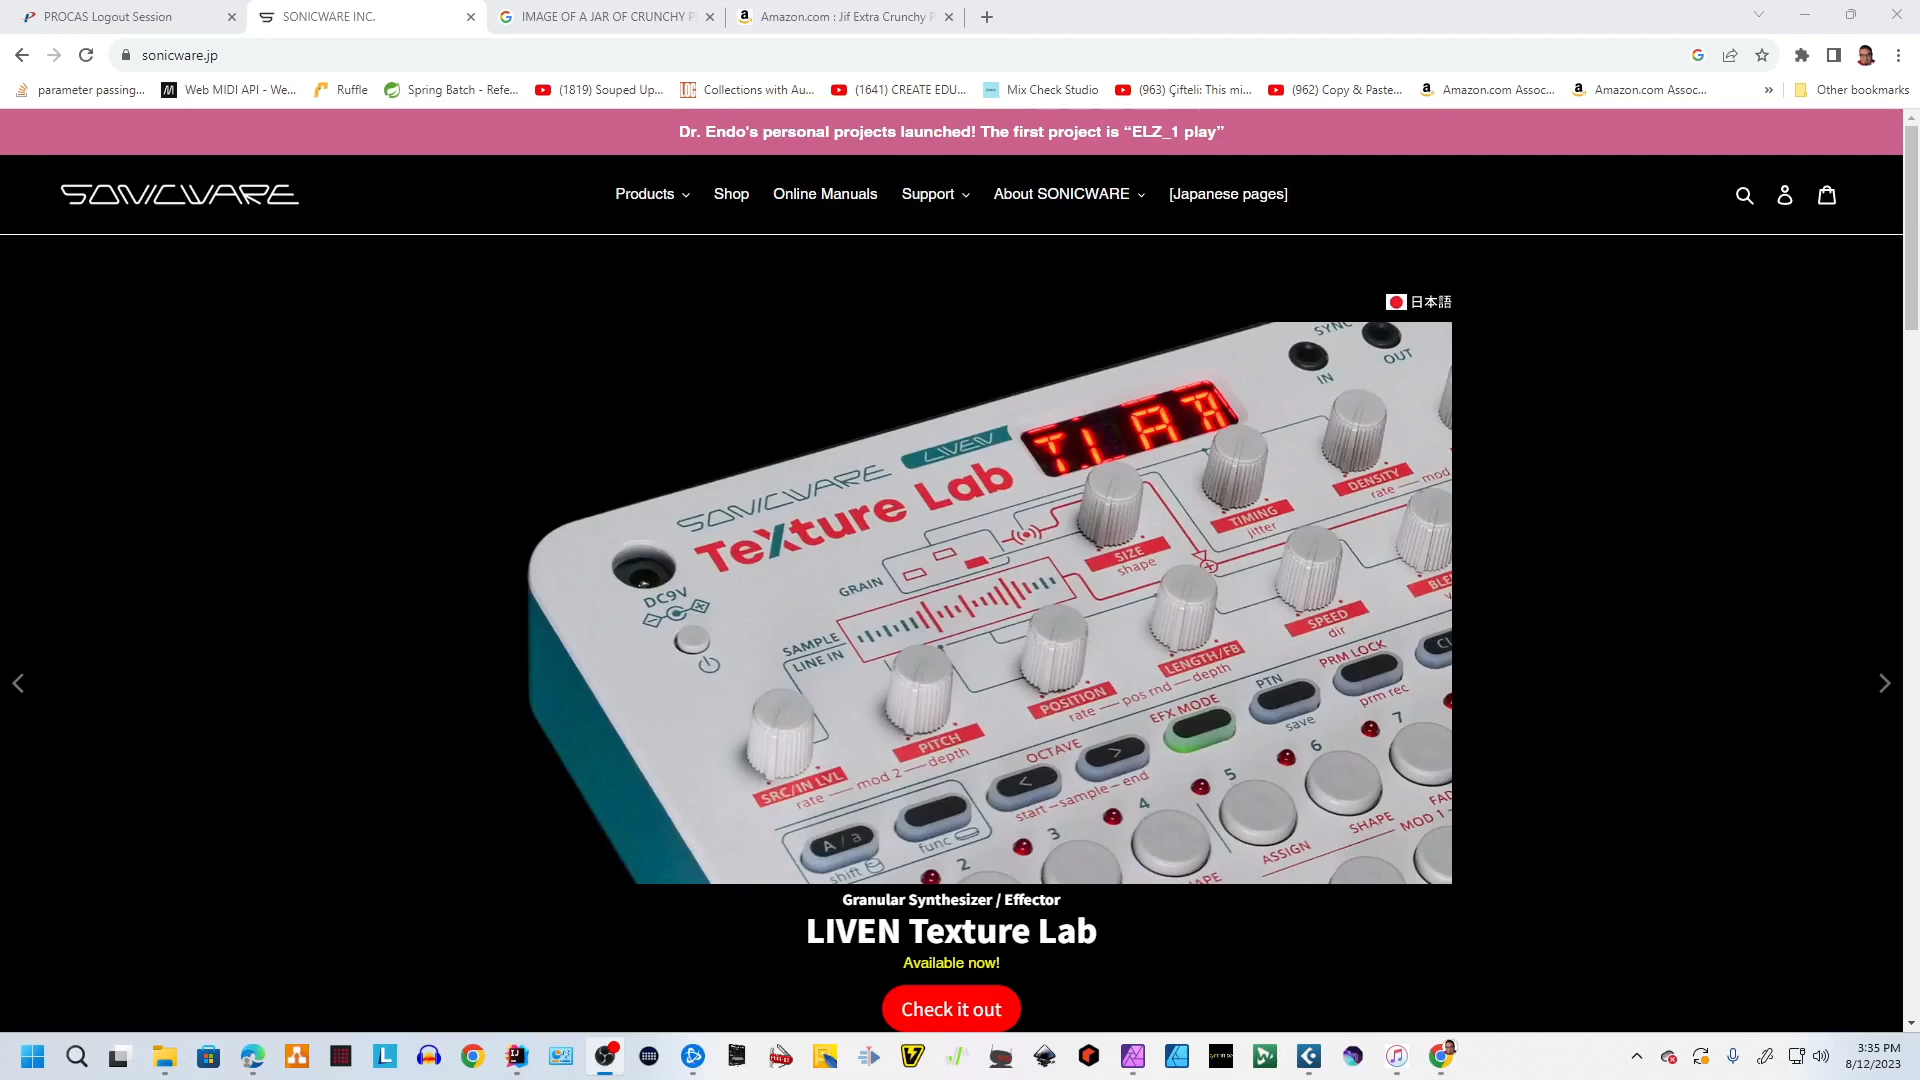 PROCAS Logout Session
SONICWARE INC.
IMAGE OF A JAR OF CRUNCHY P
Amazon.com : Jif Extra Crunchy P
sonicware.jp
parameter passing...
Web MIDI API - We...
Ruffle
Spring Batch - Refe...
(1819) Souped Up...
Collections with Au...
(1641) CREATE EDU...
Mix Check Studio
(963) Çifteli: This mi...
(962) Copy & Paste...
Amazon.com Assoc...
Amazon.com Assoc...
»
Other bookmarks
Dr. Endo's personal projects launched! The first project is “ELZ_1 play”
SONICWARE
Products
Shop
Online Manuals
Support
About SONICWARE
[Japanese pages]
日本語
SYNC
IN
OUT
LIVEN
SONICWARE
Texture Lab
DC9V
GRAIN
SAMPLE
LINE IN
SIZE
shape
TIMING
jitter
DENSITY
rate — mod
SRC/IN LVL
PITCH
rate — mod 2 — depth
POSITION
LENGTH/FB
rate — pos rnd — depth
SPEED
dir
A / a
shift
func
OCTAVE
< >
start — sample — end
EFX MODE
PTN
save
PRM LOCK
prm rec
2
3
4
5
6
7
ASSIGN
SHAPE
MOD 1
Granular Synthesizer / Effector
LIVEN Texture Lab
Available now!
Check it out
3:35 PM
8/12/2023